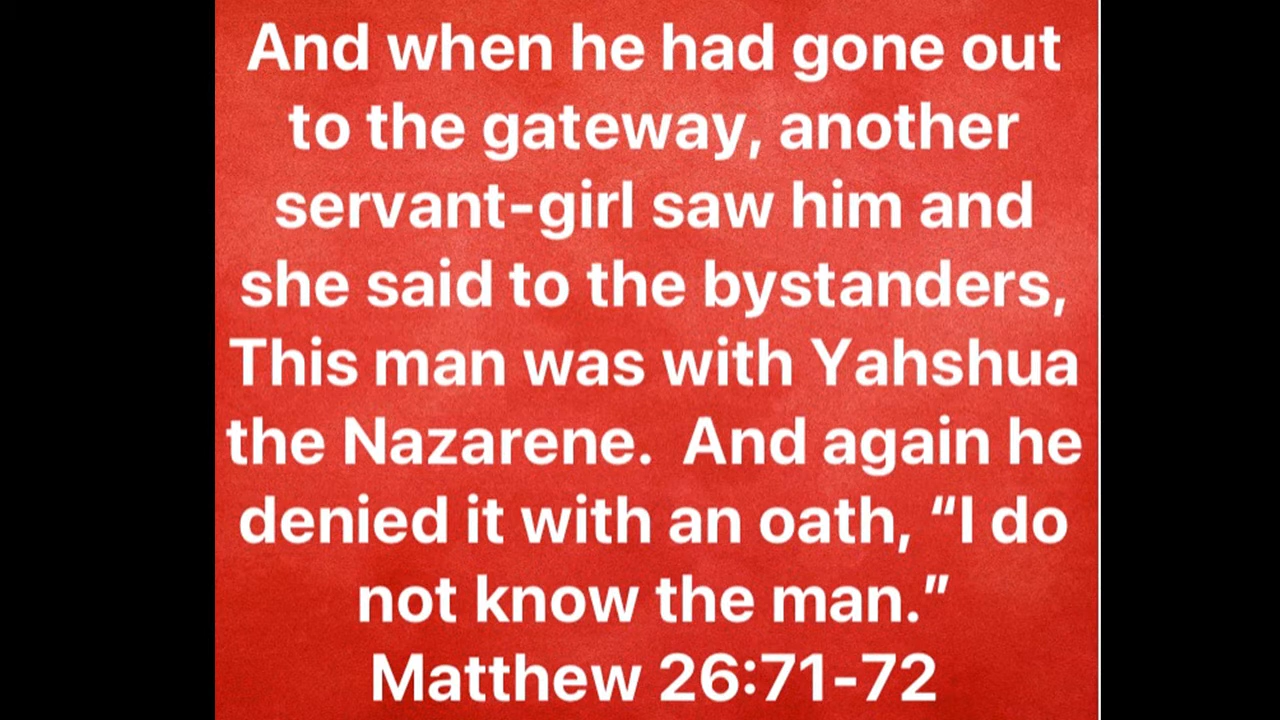 And when he had gone out
to the gateway, another
servant-girl saw him and
she said to the bystanders,
This man was with Yahshua
the Nazarene.  And again he
denied it with an oath, “I do
not know the man.”
Matthew 26:71-72